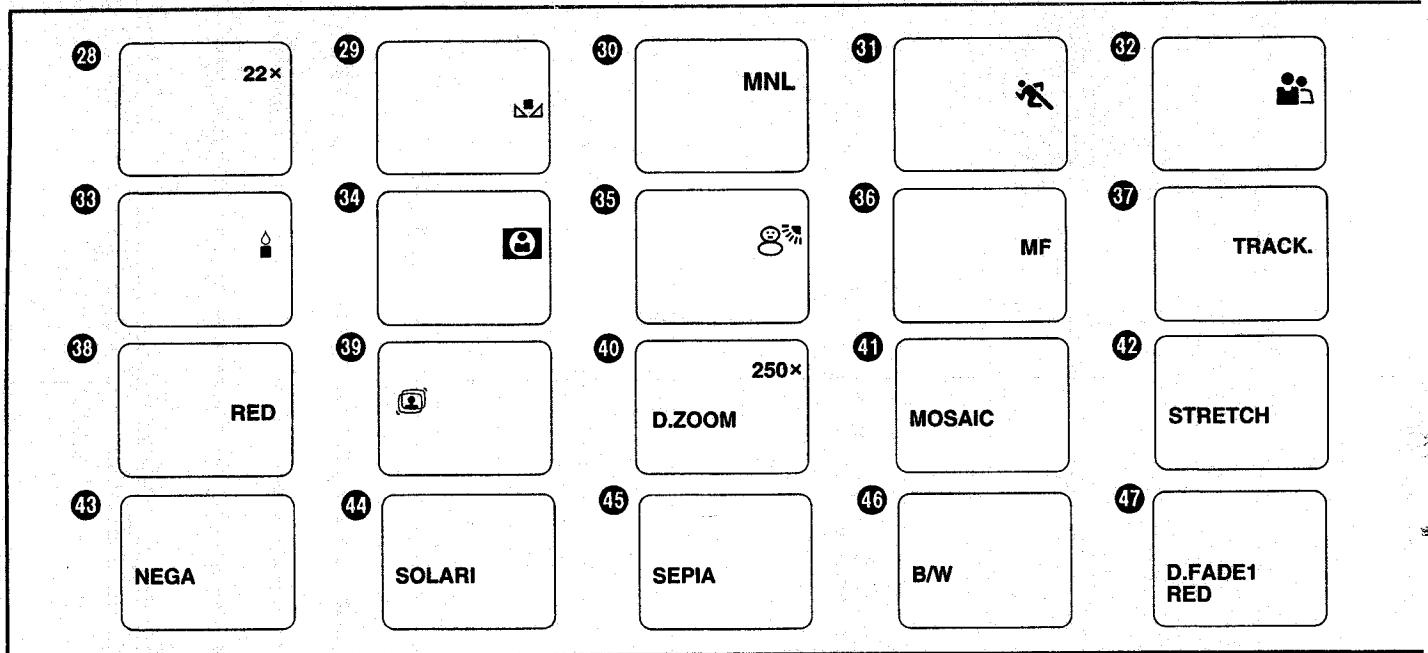 28 22×
29
30 MNL
31
32
33
34
35
36 MF
37 TRACK.
38 RED
39
40 250×
D.ZOOM
41 MOSAIC
42 STRETCH
43 NEGA
44 SOLARI
45 SEPIA
46 B/W
47 D.FADE1
RED